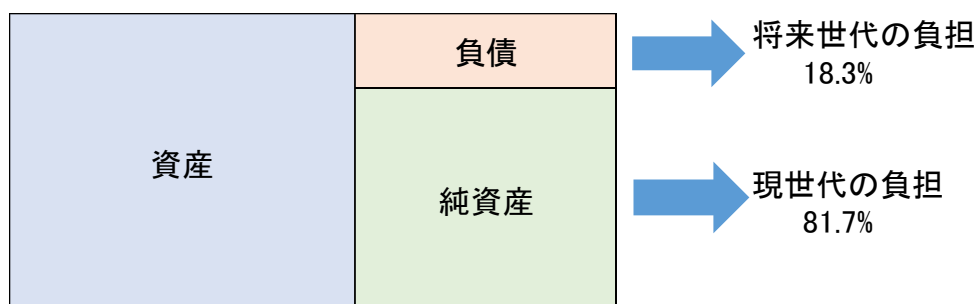 資産
負債
純資産
将来世代の負担
18.3%
現世代の負担
81.7%